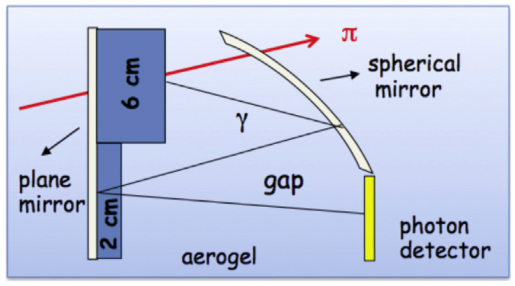 π
spherical
mirror
6 cm
γ
plane
mirror
gap
2 cm
aerogel
photon
detector